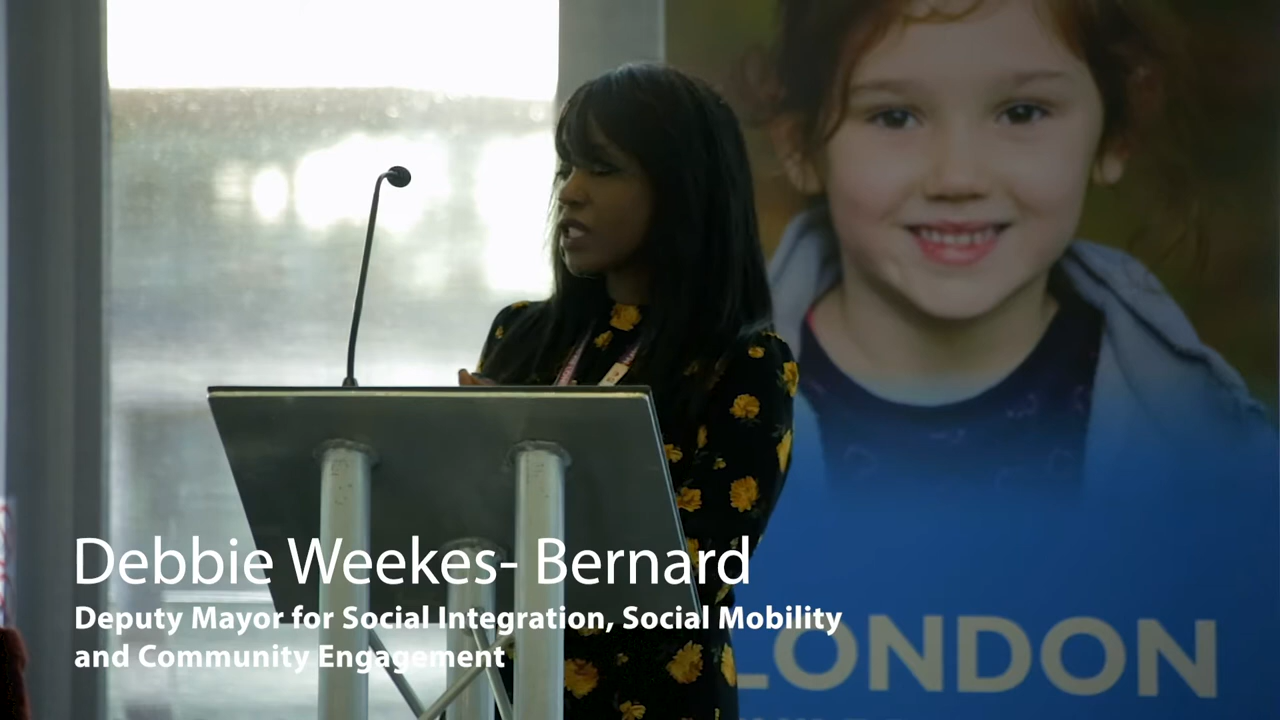 Debbie Weekes- Bernard
Deputy Mayor for Social Integration, Social Mobility
and Community Engagement
LONDON